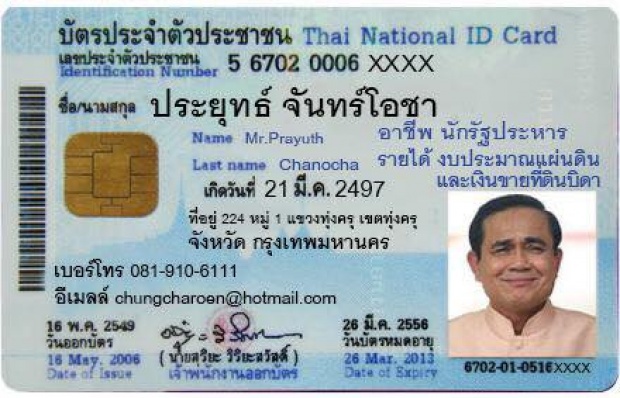 บัตรประจำตัวประชาชน Thai National ID Card
เลขประจำตัวประชาชน
Identification Number 5 6702 0006 XXXX
ชื่อ/นามสกุล ประยุทธ์ จันทร์โอชา
Name Mr.Prayuth อาชีพ นักรัฐประหาร
Last name Chanocha รายได้ งบประมาณแผ่นดิน
และเงินขายที่ดินบิดา
เกิดวันที่ 21 มี.ค. 2497
ที่อยู่ 224 หมู่ 1 แขวงทุ่งครุ เขตทุ่งครุ
จังหวัด กรุงเทพมหานคร
เบอร์โทร 081-910-6111
อีเมลล์ chungcharoen@hotmail.com
16 พ.ค. 2549
วันออกบัตร
16 May. 2006
Date of Issue
(นายสุริยะ วิริยะสวัสดิ์)
เจ้าพนักงานออกบัตร
26 มี.ค. 2556
วันบัตรหมดอายุ
26 Mar. 2013
Date of Expiry
6702-01-0516XXXX